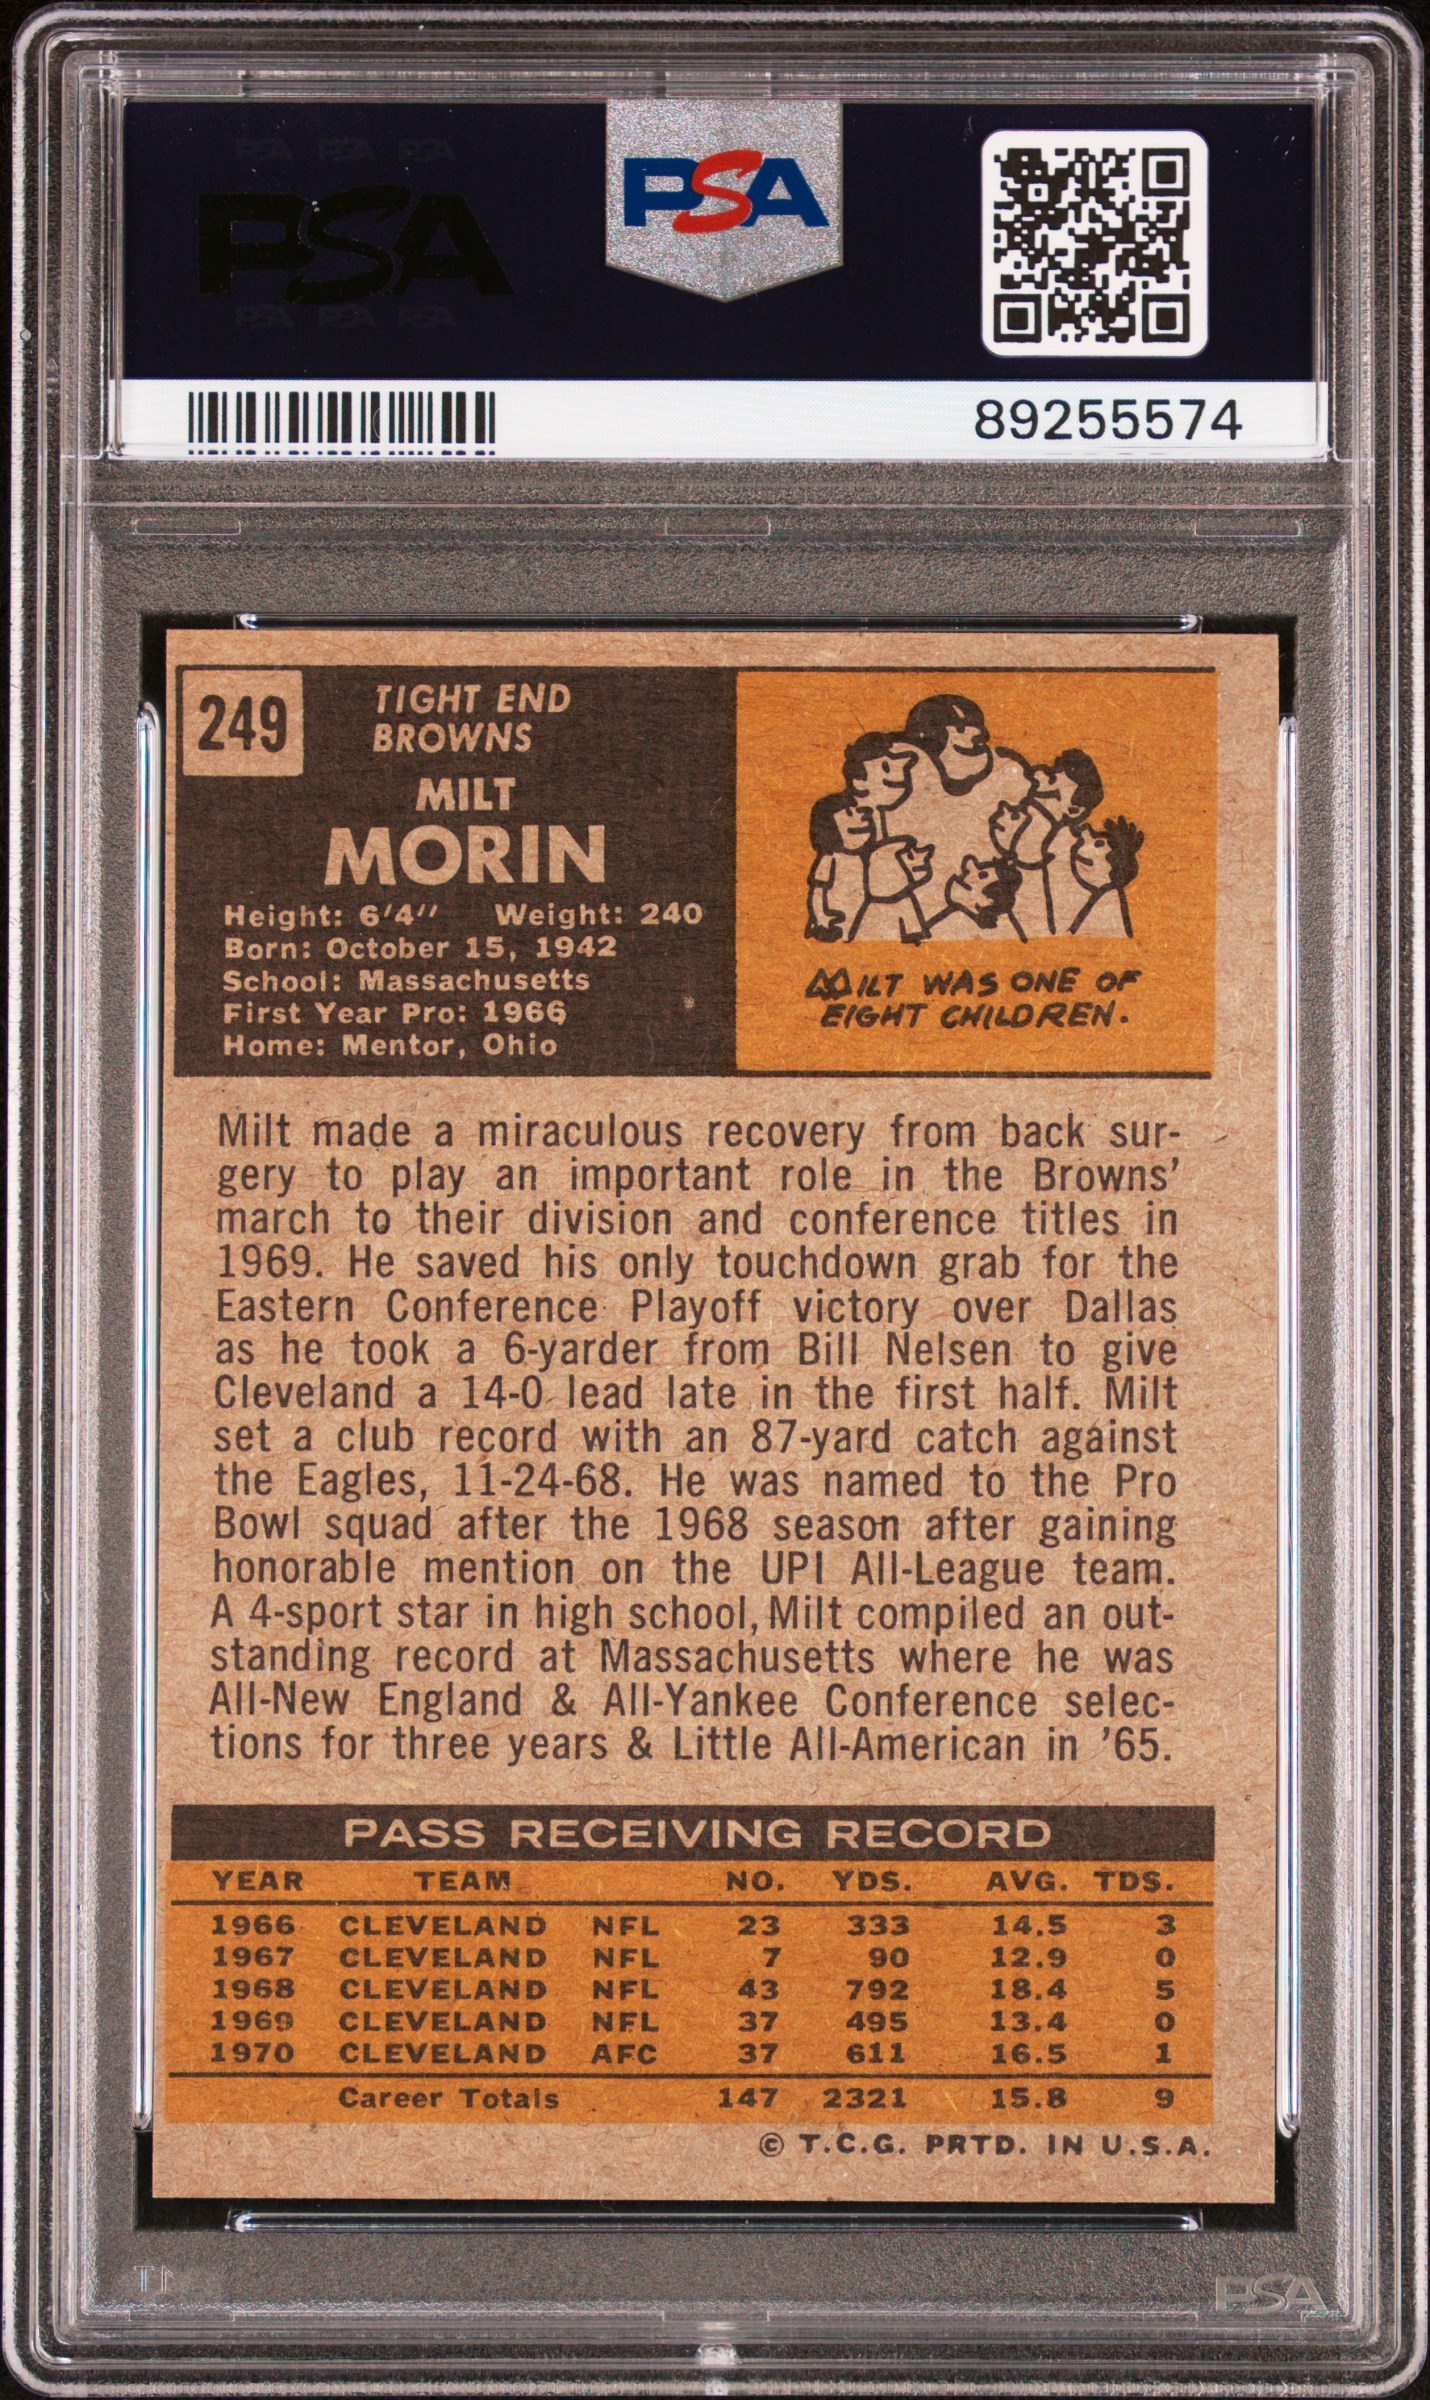 PSA PSA PSA
PSA
PSA PSA PSA
PSA
89255574
249
TIGHT END
BROWNS
MILT
MORIN
Height: 6'4" Weight: 240
Born: October 15, 1942
School: Massachusetts
First Year Pro: 1966
Home: Mentor, Ohio
MILT WAS ONE OF
EIGHT CHILDREN.
Milt made a miraculous recovery from back sur-
gery to play an important role in the Browns'
march to their division and conference titles in
1969. He saved his only touchdown grab for the
Eastern Conference Playoff victory over Dallas
as he took a 6-yarder from Bill Nelsen to give
Cleveland a 14-0 lead late in the first half. Milt
set a club record with an 87-yard catch against
the Eagles, 11-24-68. He was named to the Pro
Bowl squad after the 1968 season after gaining
honorable mention on the UPI All-League team.
A 4-sport star in high school, Milt compiled an out-
standing record at Massachusetts where he was
All-New England & All-Yankee Conference selec-
tions for three years & Little All-American in '65.
PASS RECEIVING RECORD
YEAR TEAM NO. YDS. AVG. TDS.
1966 CLEVELAND NFL 23 333 14.5 3
1967 CLEVELAND NFL 7 90 12.9 0
1968 CLEVELAND NFL 43 792 18.4 5
1969 CLEVELAND NFL 37 495 13.4 0
1970 CLEVELAND AFC 37 611 16.5 1
Career Totals 147 2321 15.8 9
© T.C.G. PRTD. IN U.S.A.
PSA